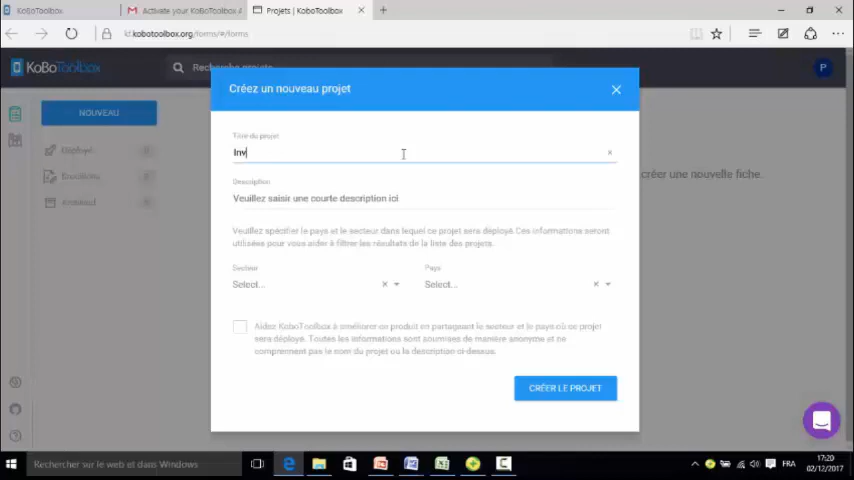 KoBoToolbox
Activate your KoBoToolbox A
Projets | KoboToolbox
kf.kobotoolbox.org/forms/#/forms
KoBoToolbox
Recherche projets
P
Créez un nouveau projet
NOUVEAU
Titre du projet
Inv
Déployé
0
Brouillons
0
Archived
0
créer une nouvelle fiche.
Description
Veuillez saisir une courte description ici
Veuillez spécifier le pays et le secteur dans lequel ce projet sera déployé.Ces informations seront
utilisées pour vous aider à filtrer les résultats de la liste des projets.
Secteur
Pays
Select...
Select...
Aidez KoboToolbox à améliorer ce produit en partageant le secteur et le pays où ce projet
sera déployé. Toutes les informations sont soumises de manière anonyme et ne
comprennent pas le nom du projet ou la description ci-dessus.
CRÉER LE PROJET
Rechercher sur le web et dans Windows
FRA
17:20
02/12/2017